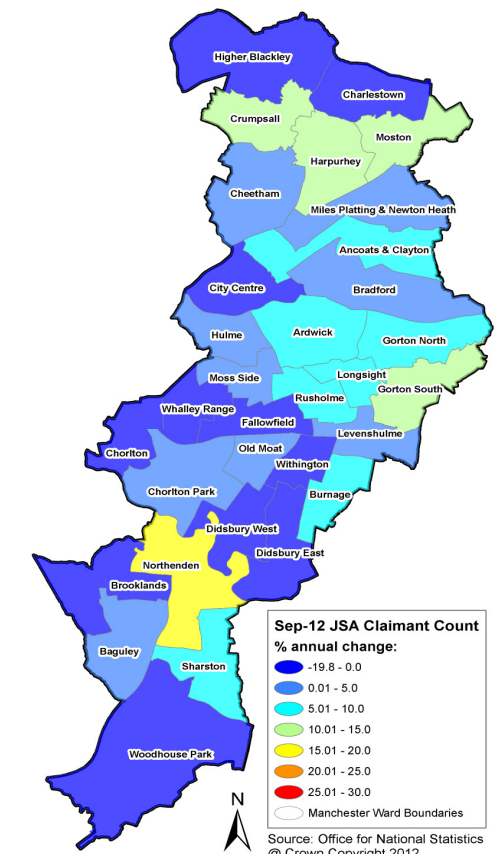 Higher Blackley
Charlestown
Crumpsall
Moston
Harpurhey
Cheetham
Miles Platting & Newton Heath
Ancoats & Clayton
City Centre
Bradford
Hulme
Ardwick
Gorton North
Moss Side
Longsight
Gorton South
Rusholme
Whalley Range
Fallowfield
Levenshulme
Chorlton
Old Moat
Withington
Chorlton Park
Burnage
Didsbury West
Didsbury East
Northenden
Brooklands
Baguley
Sharston
Woodhouse Park
Sep-12 JSA Claimant Count
% annual change:
-19.8 - 0.0
0.01 - 5.0
5.01 - 10.0
10.01 - 15.0
15.01 - 20.0
20.01 - 25.0
25.01 - 30.0
Manchester Ward Boundaries
N
Source: Office for National Statistics
@ Crown Copyright 2012